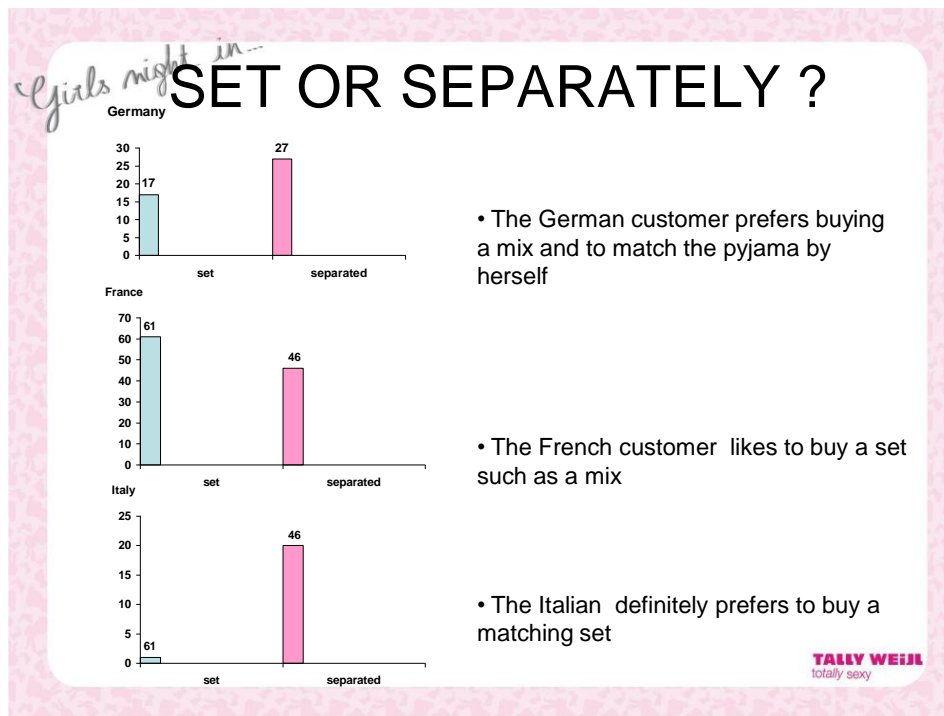 Girls night in...
SET OR SEPARATELY ?
Germany
30
25
20
15
10
5
0
17
27
set
separated
• The German customer prefers buying
a mix and to match the pyjama by
herself
France
70
60
50
40
30
20
10
0
61
46
set
separated
• The French customer likes to buy a set
such as a mix
Italy
25
20
15
10
5
0
61
46
set
separated
• The Italian definitely prefers to buy a
matching set
TALLY WEiJL
totally sexy